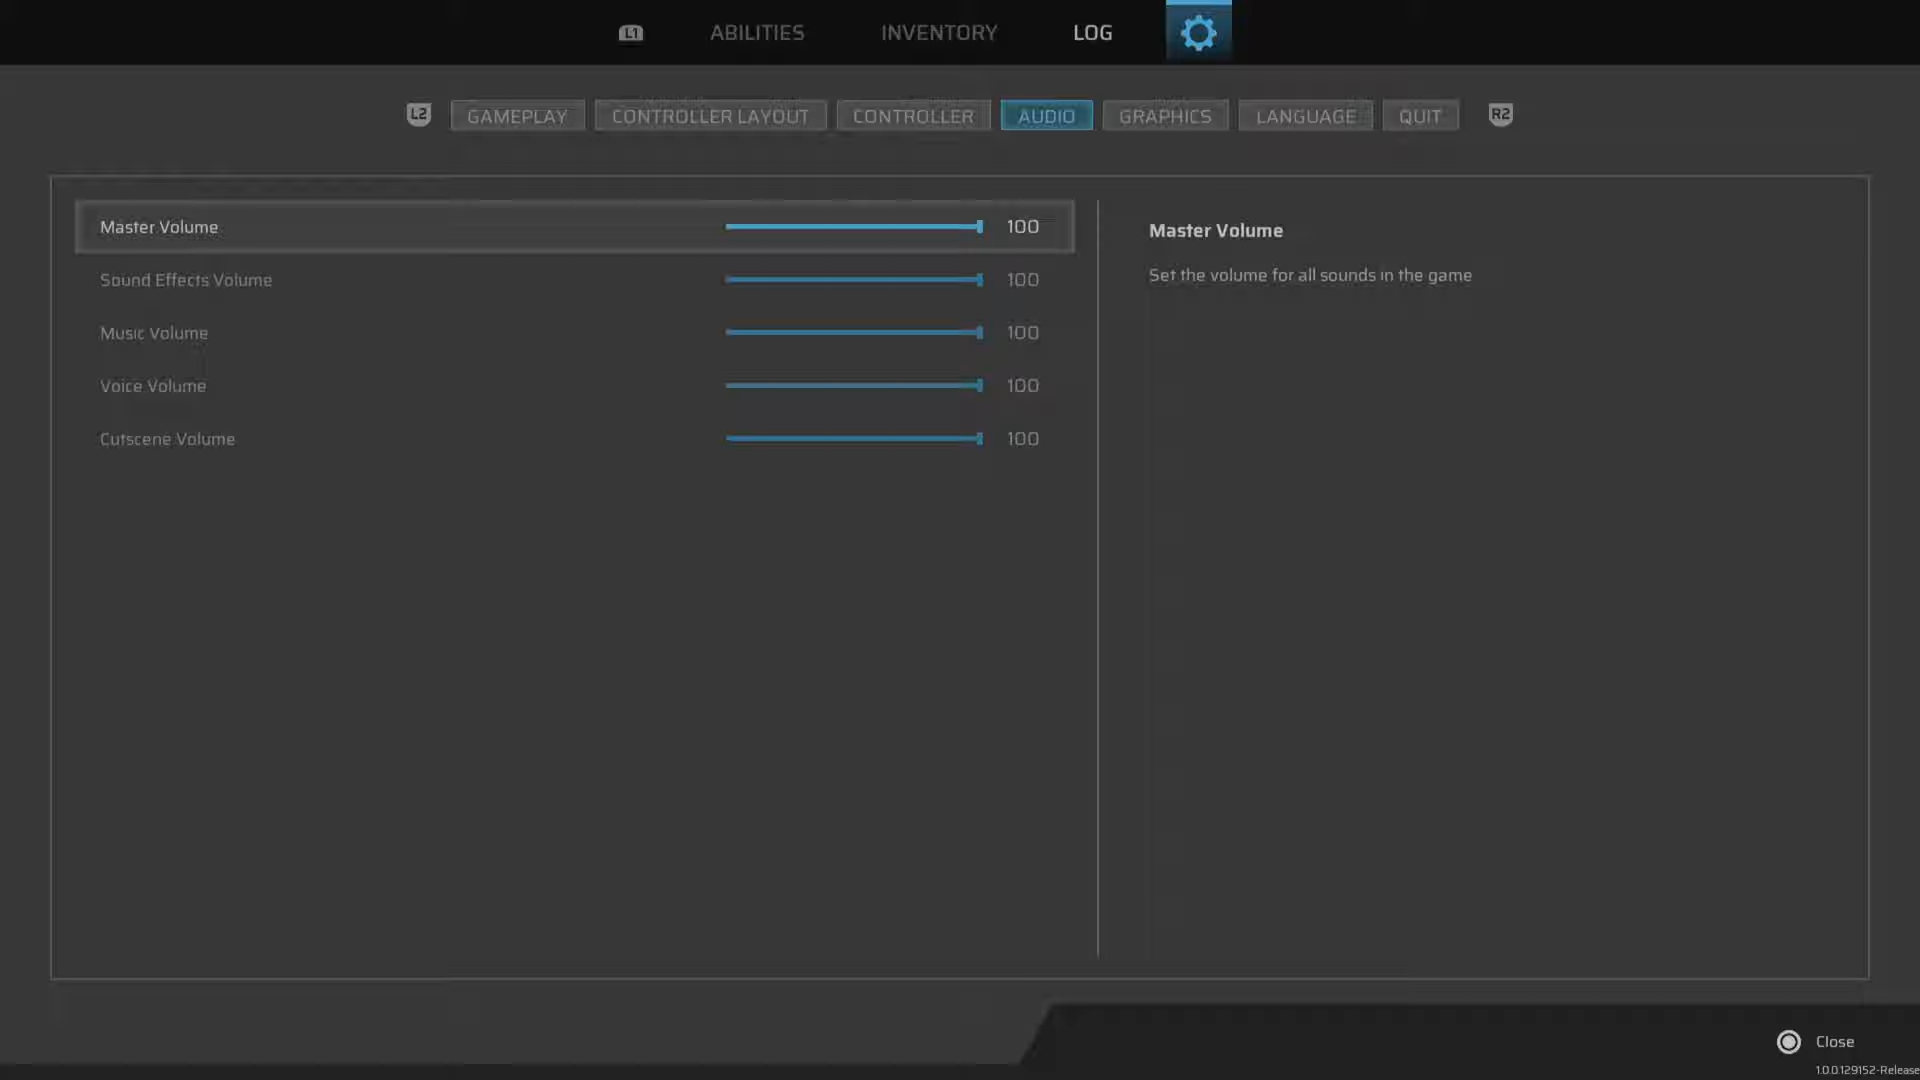 L1 ABILITIES INVENTORY LOG
L2 GAMEPLAY CONTROLLER LAYOUT CONTROLLER AUDIO GRAPHICS LANGUAGE QUIT R2
Master Volume 100
Sound Effects Volume 100
Music Volume 100
Voice Volume 100
Cutscene Volume 100
Master Volume
Set the volume for all sounds in the game
Close
1.0.0.129152-Release